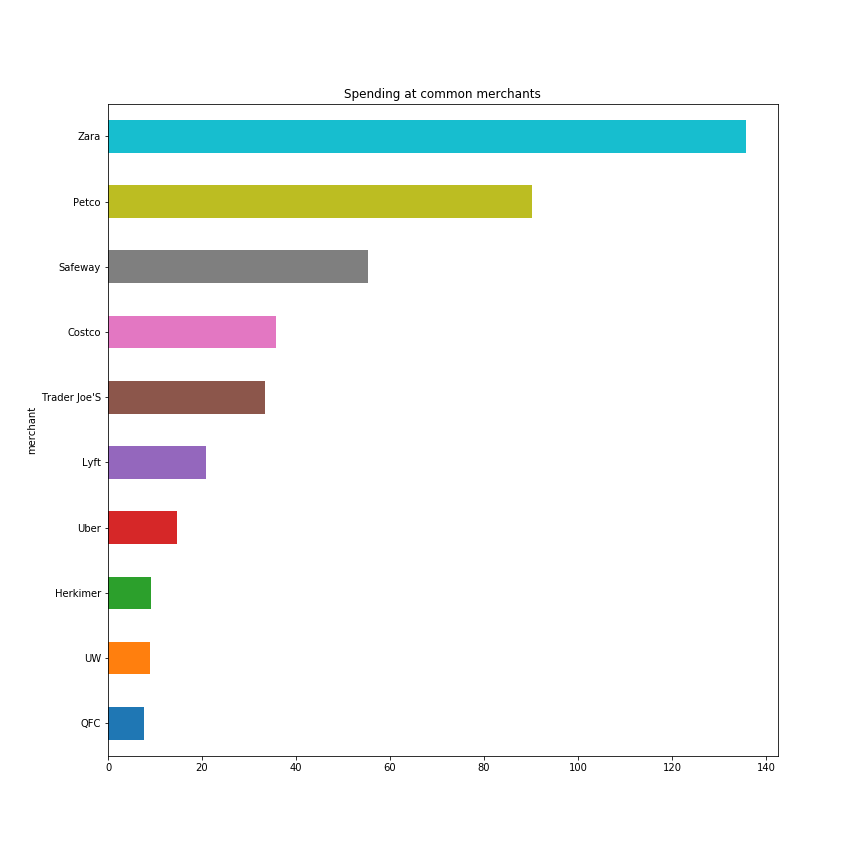 Spending at common merchants
Zara
Petco
Safeway
Costco
Trader Joe'S
Lyft
Uber
Herkimer
UW
QFC
merchant
0 20 40 60 80 100 120 140